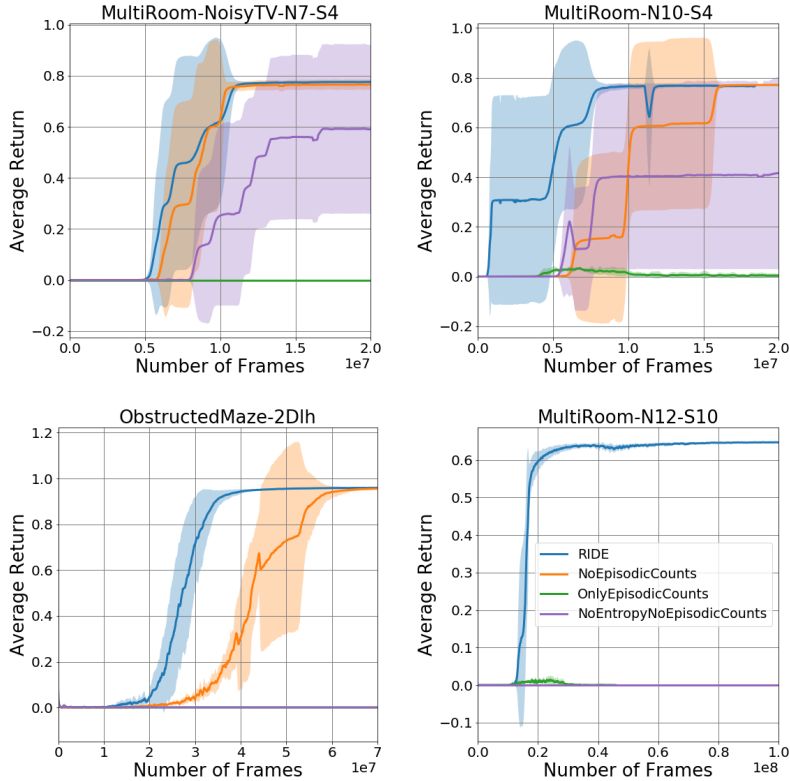 MultiRoom-NoisyTV-N7-S4
Average Return
1.0
0.8
0.6
0.4
0.2
0.0
−0.2
0.0 0.5 1.0 1.5 2.0
Number of Frames 1e7
MultiRoom-N10-S4
Average Return
1.0
0.8
0.6
0.4
0.2
0.0
−0.2
0.0 0.5 1.0 1.5 2.0
Number of Frames 1e7
ObstructedMaze-2Dlh
Average Return
1.2
1.0
0.8
0.6
0.4
0.2
0.0
0 1 2 3 4 5 6 7
Number of Frames 1e7
MultiRoom-N12-S10
Average Return
0.6
0.5
0.4
0.3
0.2
0.1
0.0
−0.1
RIDE
NoEpisodicCounts
OnlyEpisodicCounts
NoEntropyNoEpisodicCounts
0.0 0.2 0.4 0.6 0.8 1.0
Number of Frames 1e8